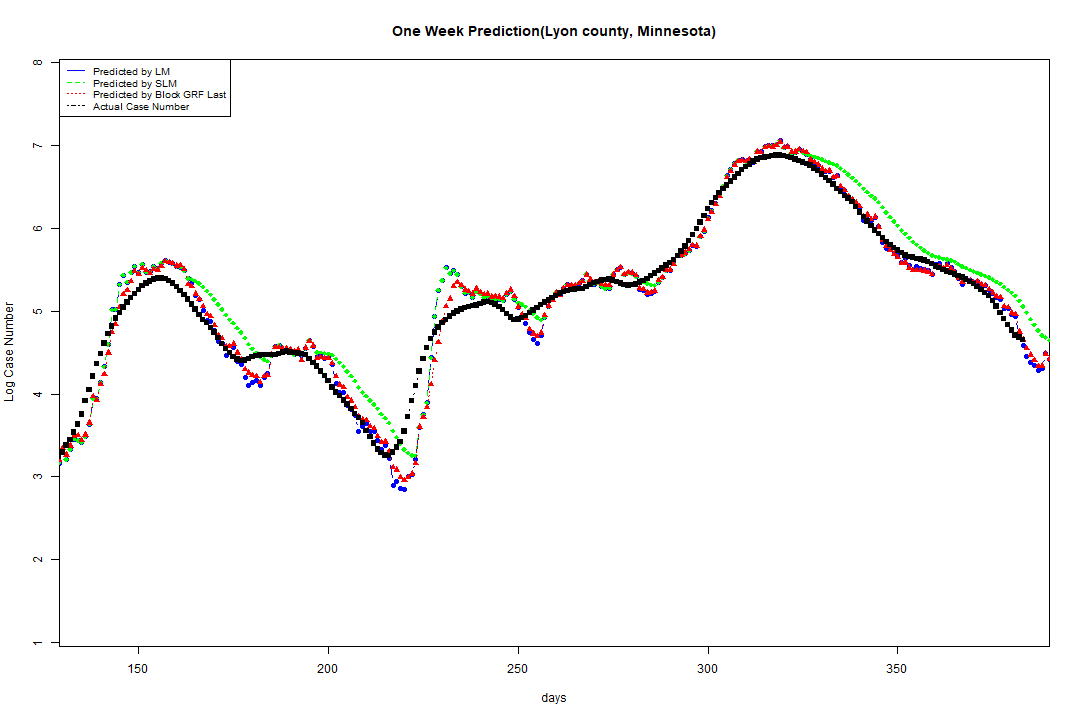 One Week Prediction(Lyon county, Minnesota)
Predicted by LM
Predicted by SLM
Predicted by Block GRF Last
Actual Case Number
Log Case Number
8
7
6
5
4
3
2
1
150 200 250 300 350
days